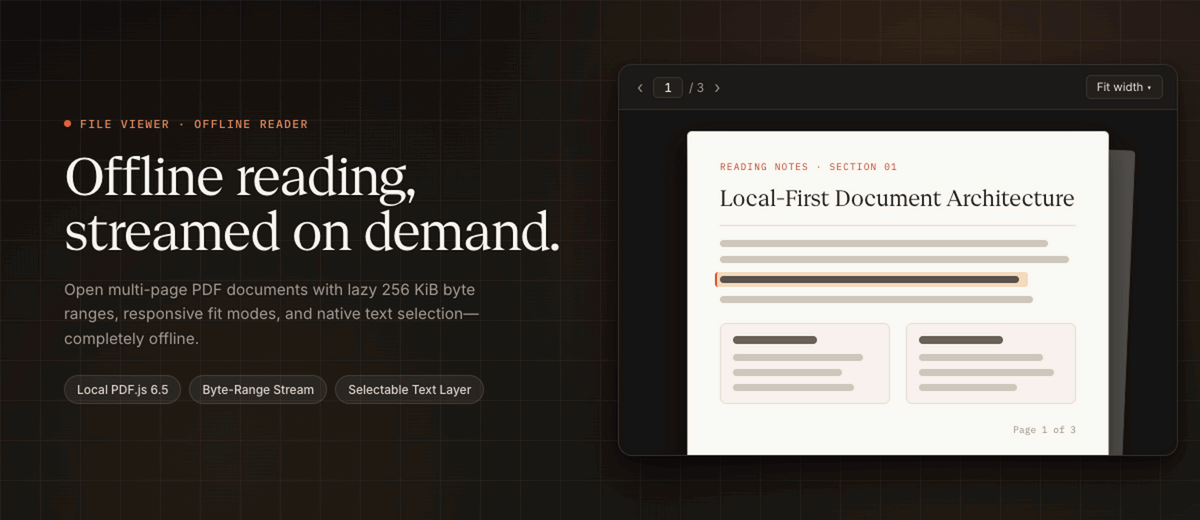 FILE VIEWER · OFFLINE READER
Offline reading,
streamed on demand.
Open multi-page PDF documents with lazy 256 KiB byte
ranges, responsive fit modes, and native text selection—
completely offline.
Local PDF.js 6.5
Byte-Range Stream
Selectable Text Layer
‹ 1 / 3 ›
Fit width ▾
READING NOTES · SECTION 01
Local-First Document Architecture
Page 1 of 3